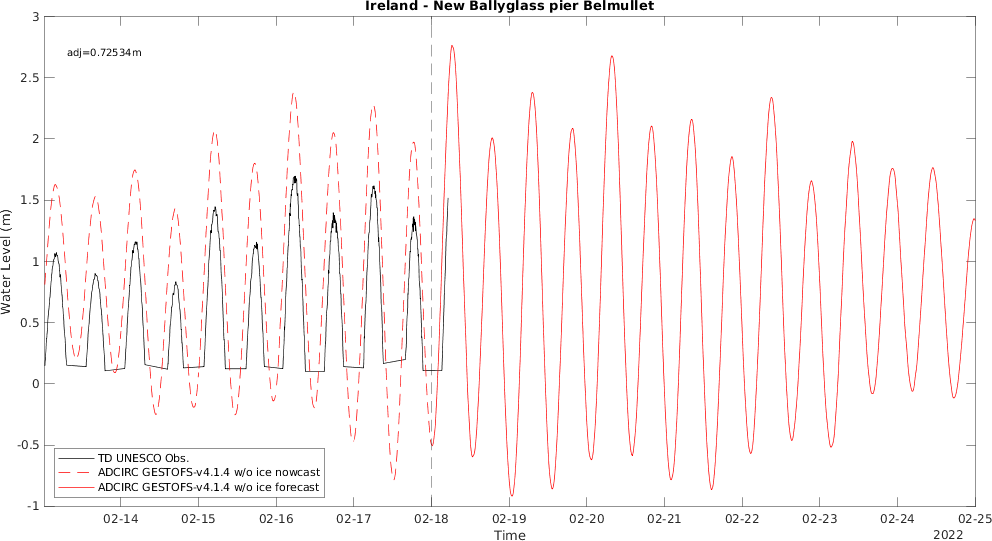 Ireland - New Ballyglass pier Belmullet
adj=0.72534m
3
2.5
2
1.5
1
0.5
0
-0.5
-1
Water Level (m)
TD UNESCO Obs.
ADCIRC GESTOFS-v4.1.4 w/o ice nowcast
ADCIRC GESTOFS-v4.1.4 w/o ice forecast
02-14 02-15 02-16 02-17 02-18 02-19 02-20 02-21 02-22 02-23 02-24 02-25
Time
2022